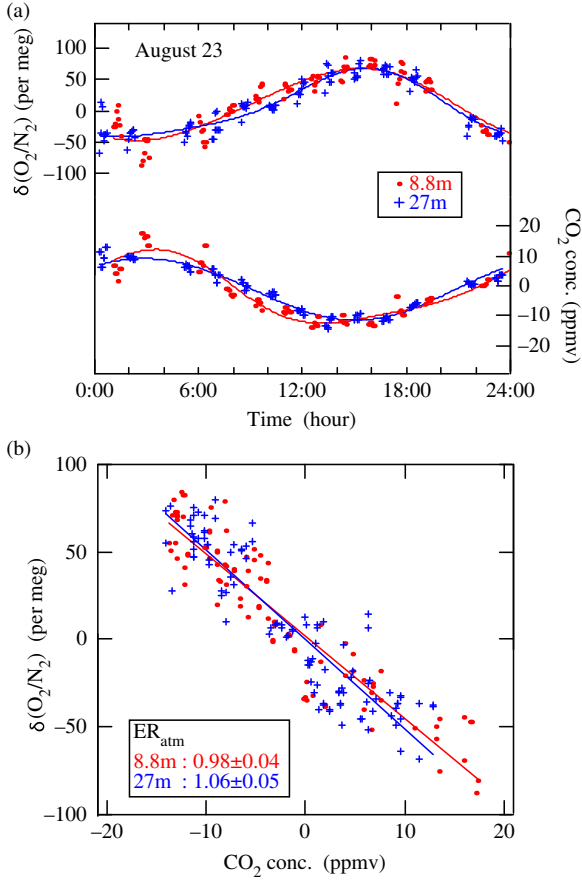 (a)
August 23
δ(O₂/N₂) (per meg)
100
50
0
−50
−100
8.8m
27m
CO₂ conc. (ppmv)
20
10
0
−10
−20
0:00 6:00 12:00 18:00 24:00
Time (hour)
(b)
δ(O₂/N₂) (per meg)
100
50
0
−50
−100
ERatm
8.8m : 0.98±0.04
27m : 1.06±0.05
−20 −10 0 10 20
CO₂ conc. (ppmv)